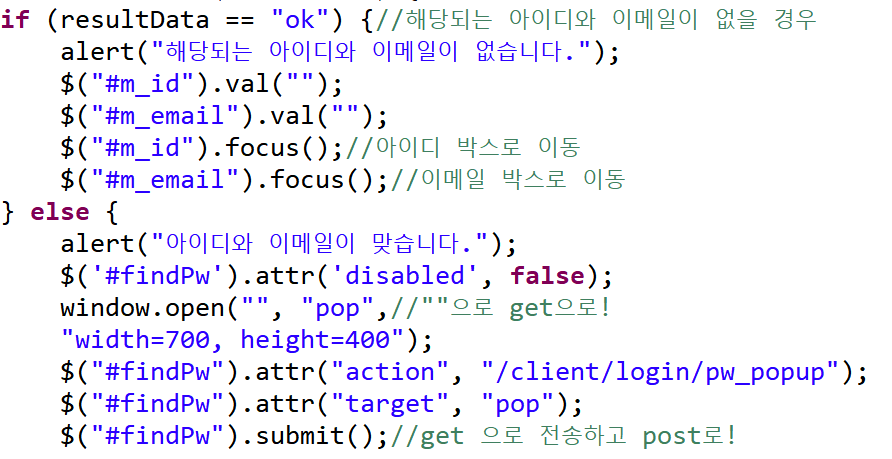 if (resultData == "ok") {//해당되는 아이디와 이메일이 없을 경우
    alert("해당되는 아이디와 이메일이 없습니다.");
    $("#m_id").val("");
    $("#m_email").val("");
    $("#m_id").focus();//아이디 박스로 이동
    $("#m_email").focus();//이메일 박스로 이동
} else {
    alert("아이디와 이메일이 맞습니다.");
    $('#findPw').attr('disabled', false);
    window.open("", "pop",//""으로 get으로!
    "width=700, height=400");
    $("#findPw").attr("action", "/client/login/pw_popup");
    $("#findPw").attr("target", "pop");
    $("#findPw").submit();//get 으로 전송하고 post로!